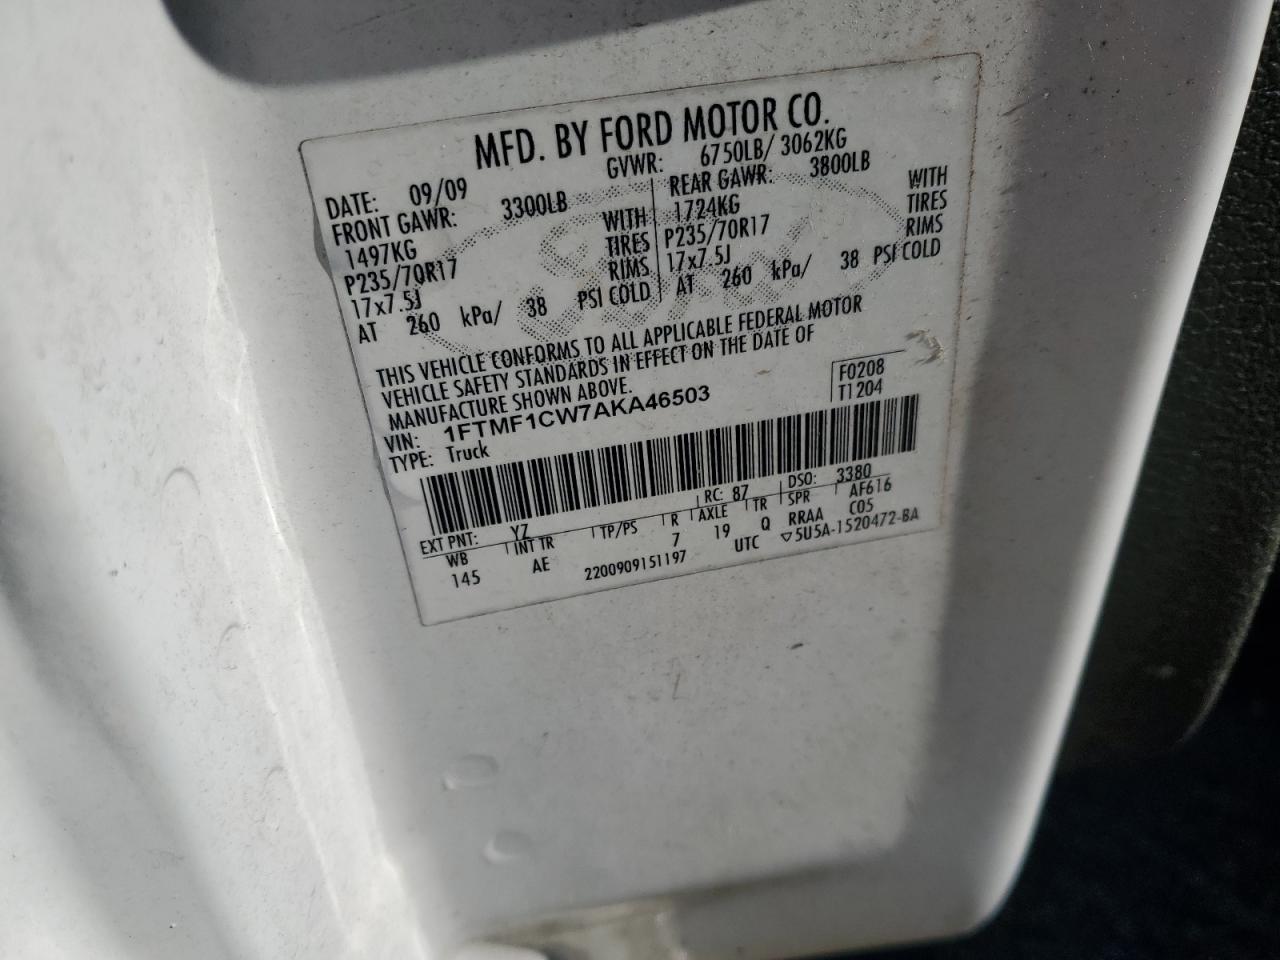 MFD. BY FORD MOTOR CO.
DATE: 09/09 GVWR: 6750LB/ 3062KG
FRONT GAWR: 3300LB REAR GAWR: 3800LB
1497KG WITH 1724KG WITH
P235/70R17 TIRES P235/70R17 TIRES
17x7.5J RIMS 17x7.5J RIMS
AT 260 kPa/ 38 PSI COLD AT 260 kPa/ 38 PSI COLD
THIS VEHICLE CONFORMS TO ALL APPLICABLE FEDERAL MOTOR
VEHICLE SAFETY STANDARDS IN EFFECT ON THE DATE OF
MANUFACTURE SHOWN ABOVE. F0208
VIN: 1FTMF1CW7AKA46503 T1204
TYPE: Truck
EXT PNT: YZ RC: 87 DSO: 3380
WB INT TR TP/PS R AXLE TR SPR AF616
145 AE 7 19 Q RRAA C05
2200909151197 UTC ▽5U5A-1520472-BA